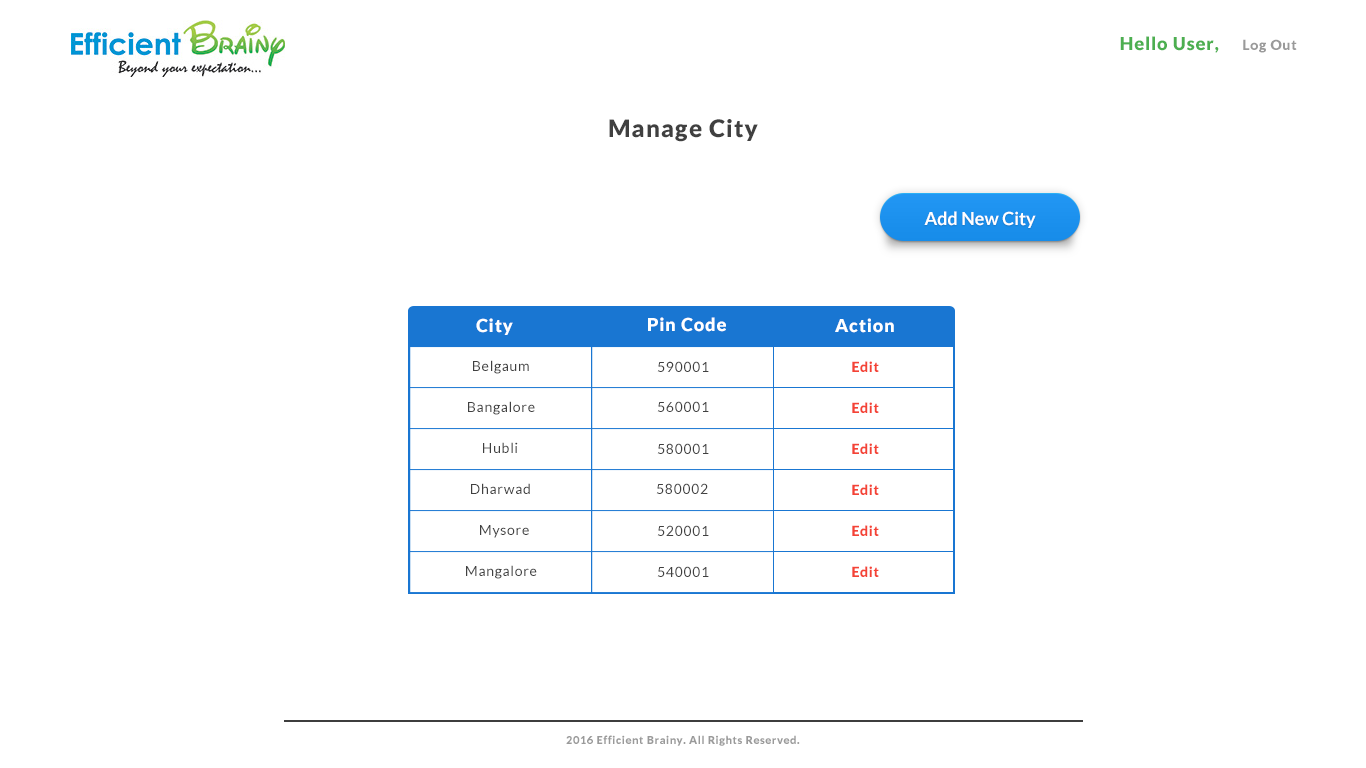 Efficient Brainy
Beyond your expectation...
Hello User, Log Out
Manage City
Add New City
City Pin Code Action
Belgaum 590001 Edit
Bangalore 560001 Edit
Hubli 580001 Edit
Dharwad 580002 Edit
Mysore 520001 Edit
Mangalore 540001 Edit
2016 Efficient Brainy. All Rights Reserved.